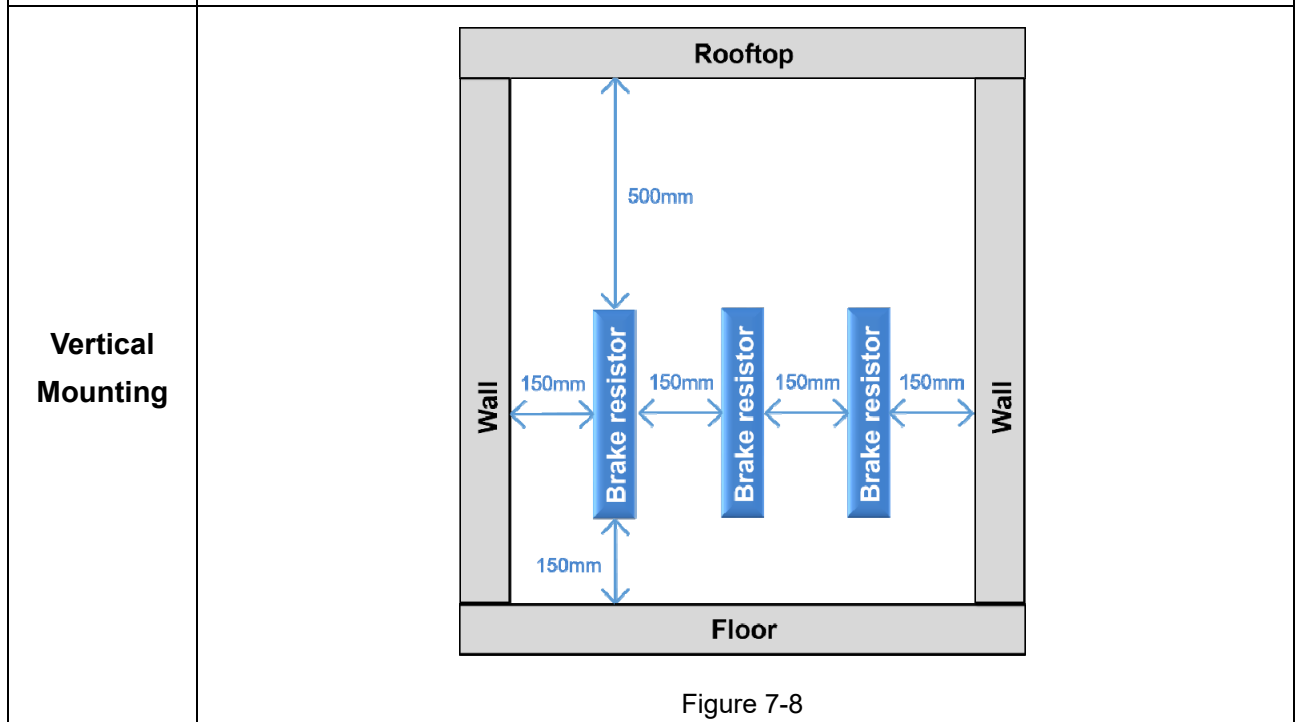 Vertical
Mounting
Rooftop
500mm
Wall
150mm
Brake resistor
150mm
Brake resistor
150mm
Brake resistor
150mm
Wall
150mm
Floor
Figure 7-8